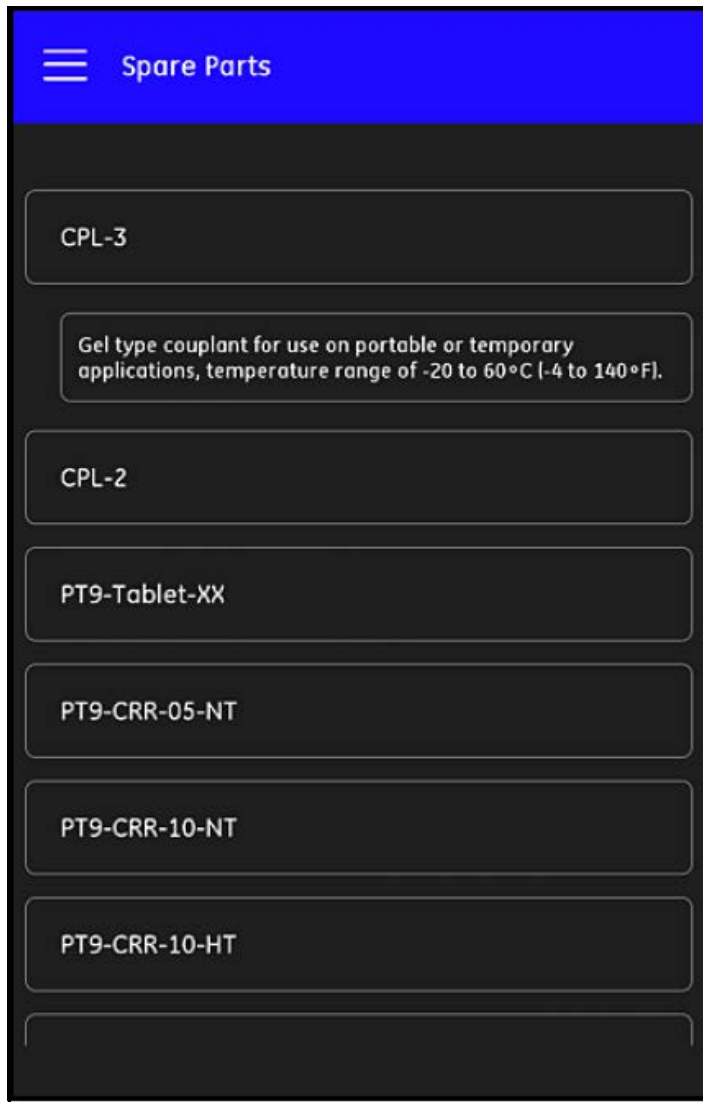 Spare Parts
CPL-3
Gel type couplant for use on portable or temporary
applications, temperature range of -20 to 60°C (-4 to 140°F).
CPL-2
PT9-Tablet-XX
PT9-CRR-05-NT
PT9-CRR-10-NT
PT9-CRR-10-HT